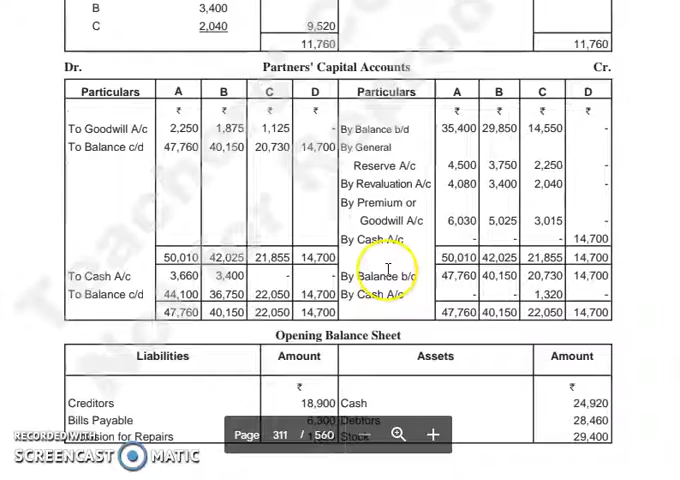 B 3,400
C 2,040 9,520
11,760 11,760
Dr. Partners' Capital Accounts Cr.
Particulars A B C D Particulars A B C D
₹ ₹ ₹ ₹ ₹ ₹ ₹ ₹
To Goodwill A/c 2,250 1,875 1,125 - By Balance b/d 35,400 29,850 14,550 -
To Balance c/d 47,760 40,150 20,730 14,700 By General
Reserve A/c 4,500 3,750 2,250 -
By Revaluation A/c 4,080 3,400 2,040 -
By Premium or
Goodwill A/c 6,030 5,025 3,015 -
By Cash A/c - - - 14,700
50,010 42,025 21,855 14,700 50,010 42,025 21,855 14,700
To Cash A/c 3,660 3,400 - - By Balance b/d 47,760 40,150 20,730 14,700
To Balance c/d 44,100 36,750 22,050 14,700 By Cash A/c - - 1,320 -
47,760 40,150 22,050 14,700 47,760 40,150 22,050 14,700
Opening Balance Sheet
Liabilities Amount Assets Amount
₹ ₹
Creditors 18,900 Cash 24,920
Bills Payable 6,300 Debtors 28,460
for Repairs Stock 29,400
Page: 311 / 560
RECORDED WITH
SCREENCAST MATIC